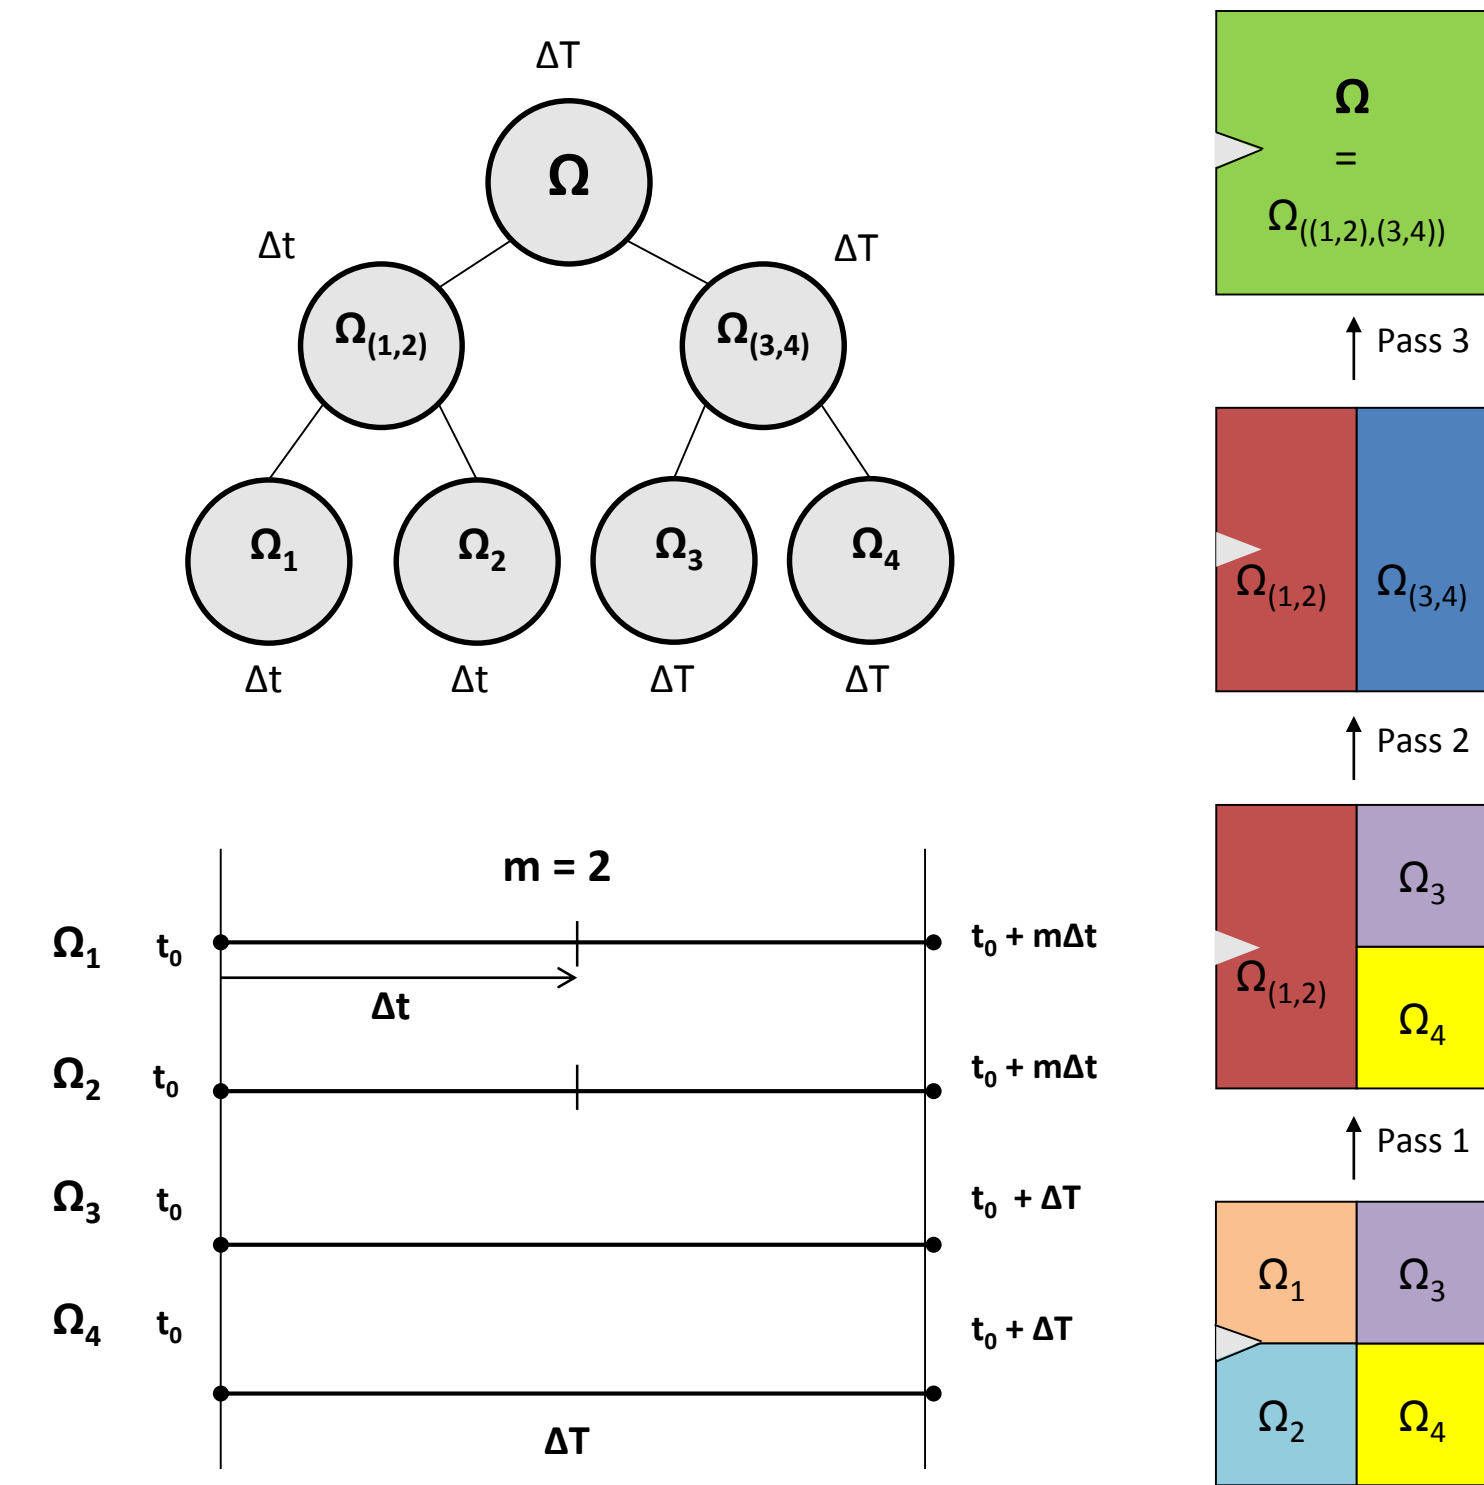 ΔT
Ω
Δt
ΔT
Ω(1,2)
Ω(3,4)
Ω1
Ω2
Ω3
Ω4
Δt
Δt
ΔT
ΔT
m = 2
Ω1 t0 t0 + mΔt
Δt
Ω2 t0 t0 + mΔt
Ω3 t0 t0 + ΔT
Ω4 t0 t0 + ΔT
ΔT
Ω
=
Ω((1,2),(3,4))
Pass 3
Ω(1,2)
Ω(3,4)
Pass 2
Ω3
Ω(1,2)
Ω4
Pass 1
Ω1
Ω3
Ω2
Ω4